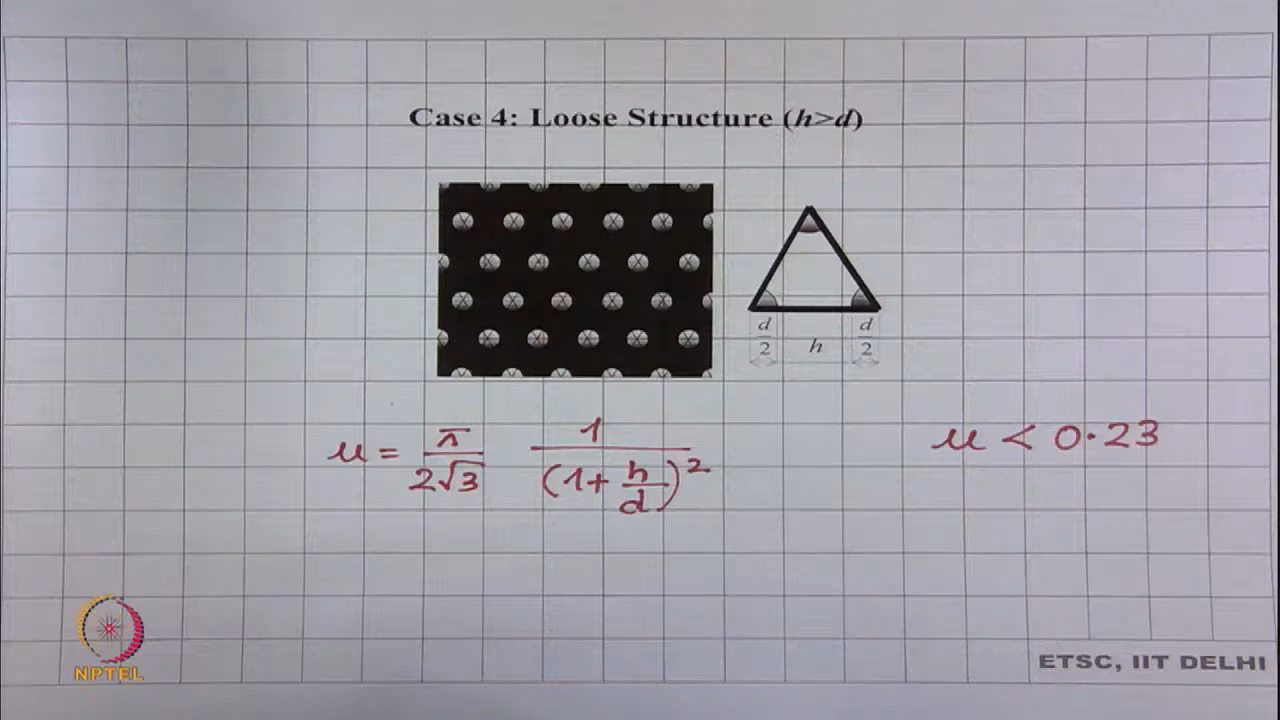 Case 4: Loose Structure (h>d)
d/2 h d/2
μ = π/2√3 1/(1+h/d)²
μ < 0.23
NPTEL
ETSC, IIT DELHI